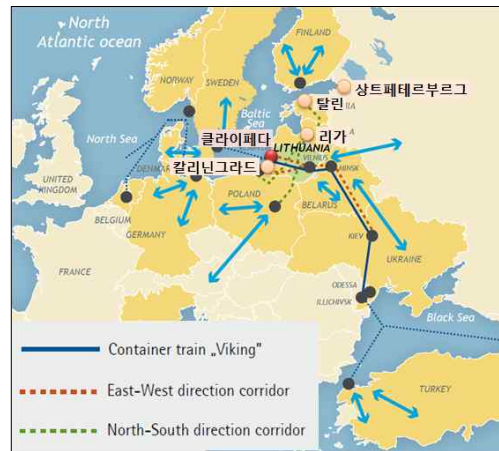 North
Atlantic ocean
FINLAND
NORWAY
SWEDEN
상트페테르부르그
탈린
Baltic
Sea
North Sea
클라이페다
리가
LITHUANIA
VILNIUS
칼리닌그라드
MINSK
DENMARK
UNITED
KINGDOM
POLAND
BELARUS
BELGIUM
GERMANY
KIEV
UKRAINE
FRANCE
ODESSA
ILLICHIVSK
Black Sea
Container train „Viking"
East-West direction corridor
North-South direction corridor
TURKEY